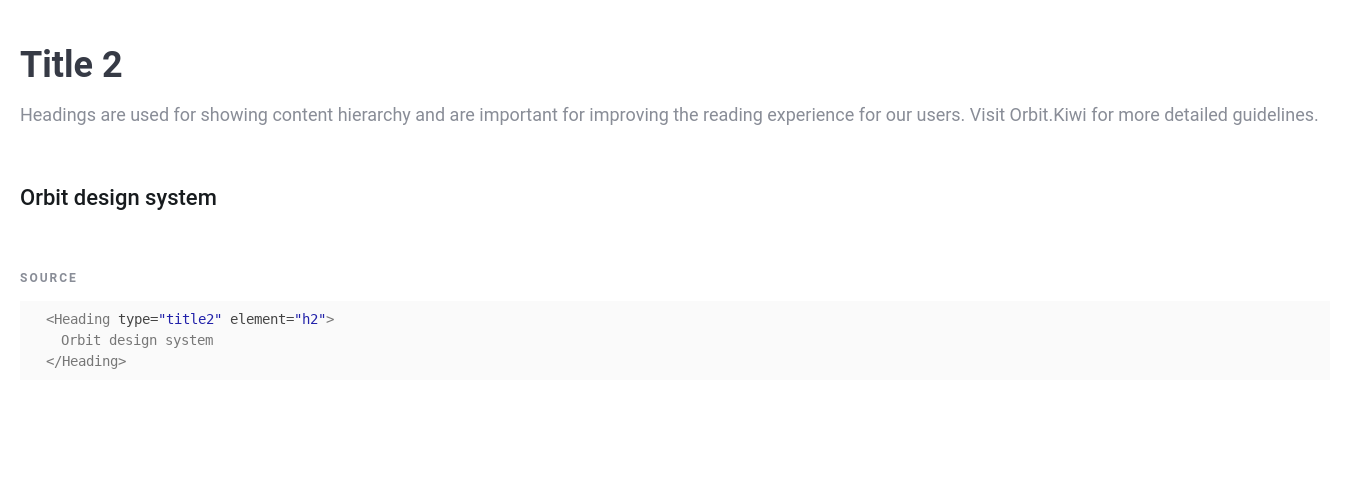 Title 2
Headings are used for showing content hierarchy and are important for improving the reading experience for our users. Visit Orbit.Kiwi for more detailed guidelines.
Orbit design system
SOURCE
<Heading type="title2" element="h2">
Orbit design system
</Heading>